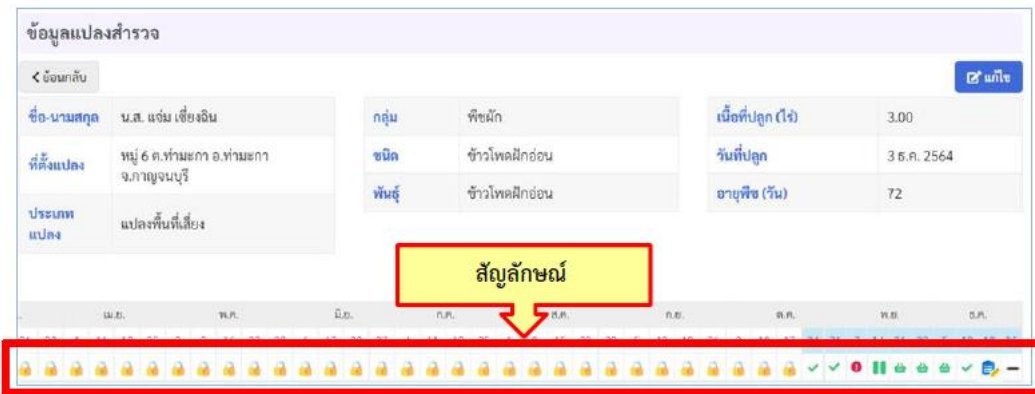 ข้อมูลแปลงสำรวจ
ย้อนกลับ
แก้ไข
ชื่อ-นามสกุล น.ส. แจ่ม เชี่ยงฉิน
ที่ตั้งแปลง หมู่ 6 ต.ท่ามะกา อ.ท่ามะกา
จ.กาญจนบุรี
ประเภท
แปลง แปลงพื้นที่เสี่ยง
กลุ่ม พืชผัก
ชนิด ข้าวโพดฝักอ่อน
พันธุ์ ข้าวโพดฝักอ่อน
เนื้อที่ปลูก (ไร่) 3.00
วันที่ปลูก 3 ธ.ค. 2564
อายุพืช (วัน) 72
สัญลักษณ์
เม.ย. พ.ค. มิ.ย. ก.ค. ส.ค. ก.ย. ต.ค. พ.ย. ธ.ค.